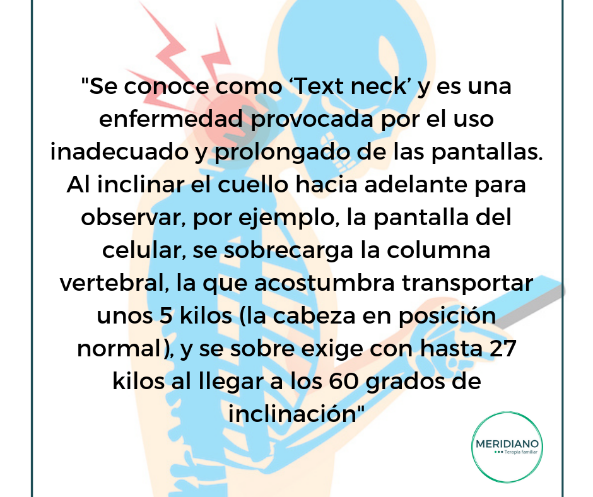 "Se conoce como ‘Text neck’ y es una
enfermedad provocada por el uso
inadecuado y prolongado de las pantallas.
Al inclinar el cuello hacia adelante para
observar, por ejemplo, la pantalla del
celular, se sobrecarga la columna
vertebral, la que acostumbra transportar
unos 5 kilos (la cabeza en posición
normal), y se sobre exige con hasta 27
kilos al llegar a los 60 grados de
inclinación"
MERIDIANO
Terapia familiar